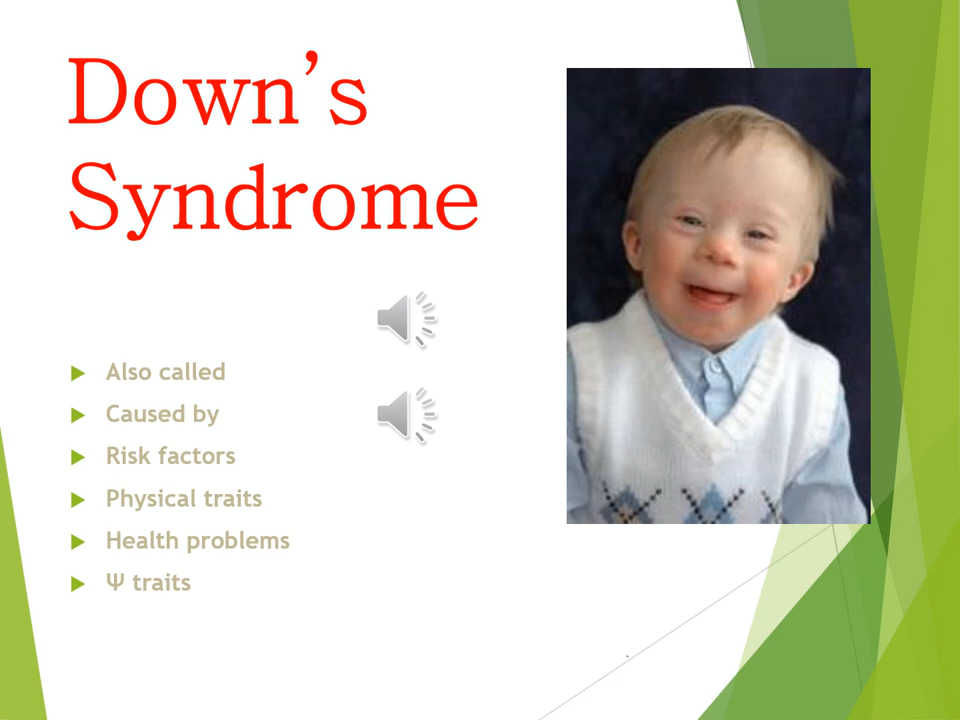 Down’s
Syndrome
Also called
Caused by
Risk factors
Physical traits
Health problems
Ψ traits
.